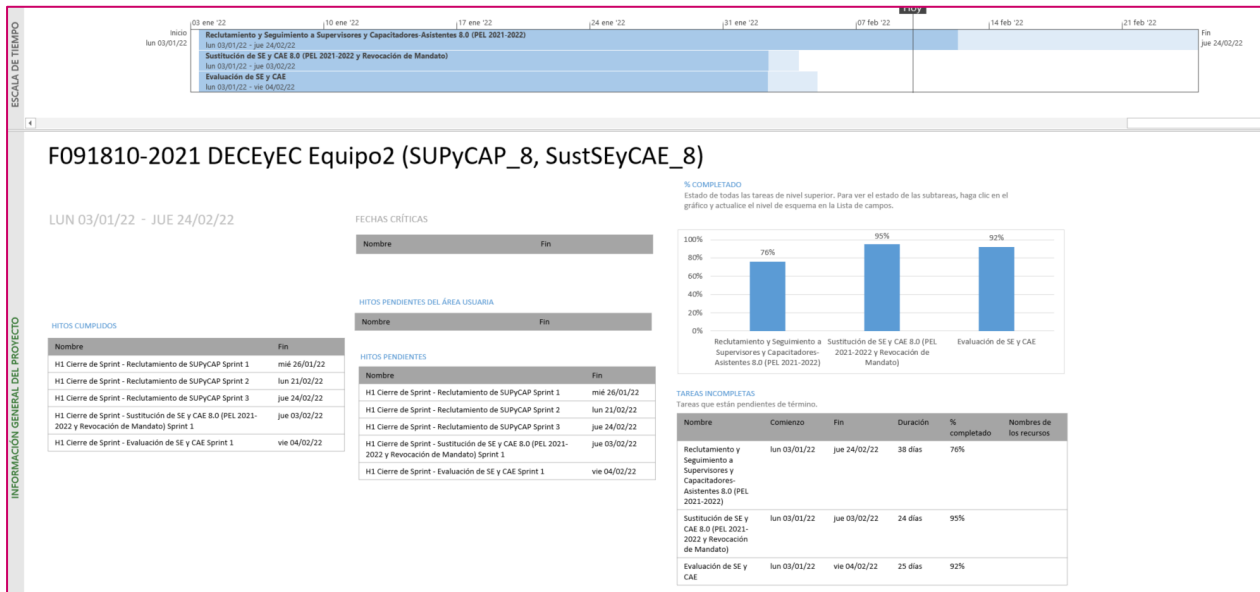 Hoy
03 ene '22
10 ene '22
17 ene '22
24 ene '22
31 ene '22
07 feb '22
14 feb '22
21 feb '22
ESCALA DE TIEMPO
Inicio
lun 03/01/22
Reclutamiento y Seguimiento a Supervisores y Capacitadores-Asistentes 8.0 (PEL 2021-2022)
lun 03/01/22 - jue 24/02/22
Sustitución de SE y CAE 8.0 (PEL 2021-2022 y Revocación de Mandato)
lun 03/01/22 - jue 03/02/22
Evaluación de SE y CAE
lun 03/01/22 - vie 04/02/22
Fin
jue 24/02/22
INFORMACIÓN GENERAL DEL PROYECTO
F091810-2021 DECEyEC Equipo2 (SUPyCAP_8, SustSEyCAE_8)
LUN 03/01/22 - JUE 24/02/22
HITOS CUMPLIDOS
Nombre Fin
H1 Cierre de Sprint - Reclutamiento de SUPyCAP Sprint 1 mié 26/01/22
H1 Cierre de Sprint - Reclutamiento de SUPyCAP Sprint 2 lun 21/02/22
H1 Cierre de Sprint - Reclutamiento de SUPyCAP Sprint 3 jue 24/02/22
H1 Cierre de Sprint - Sustitución de SE y CAE 8.0 (PEL 2021- jue 03/02/22
2022 y Revocación de Mandato) Sprint 1
H1 Cierre de Sprint - Evaluación de SE y CAE Sprint 1 vie 04/02/22
FECHAS CRÍTICAS
Nombre Fin
HITOS PENDIENTES DEL ÁREA USUARIA
Nombre Fin
HITOS PENDIENTES
Nombre Fin
H1 Cierre de Sprint - Reclutamiento de SUPyCAP Sprint 1 mié 26/01/22
H1 Cierre de Sprint - Reclutamiento de SUPyCAP Sprint 2 lun 21/02/22
H1 Cierre de Sprint - Reclutamiento de SUPyCAP Sprint 3 jue 24/02/22
H1 Cierre de Sprint - Sustitución de SE y CAE 8.0 (PEL 2021- jue 03/02/22
2022 y Revocación de Mandato) Sprint 1
H1 Cierre de Sprint - Evaluación de SE y CAE Sprint 1 vie 04/02/22
% COMPLETADO
Estado de todas las tareas de nivel superior. Para ver el estado de las subtareas, haga clic en el
gráfico y actualice el nivel de esquema en la Lista de campos.
100%
80%
60%
40%
20%
0%
76%
95%
92%
Reclutamiento y Seguimiento a
Supervisores y Capacitadores-
Asistentes 8.0 (PEL 2021-2022)
Sustitución de SE y CAE 8.0 (PEL
2021-2022 y Revocación de
Mandato)
Evaluación de SE y CAE
TAREAS INCOMPLETAS
Tareas que están pendientes de término.
Nombre Comienzo Fin Duración % Nombres de
completado los recursos
Reclutamiento y lun 03/01/22 jue 24/02/22 38 días 76%
Seguimiento a
Supervisores y
Capacitadores-
Asistentes 8.0 (PEL
2021-2022)
Sustitución de SE y lun 03/01/22 jue 03/02/22 24 días 95%
CAE 8.0 (PEL 2021-
2022 y Revocación
de Mandato)
Evaluación de SE y lun 03/01/22 vie 04/02/22 25 días 92%
CAE